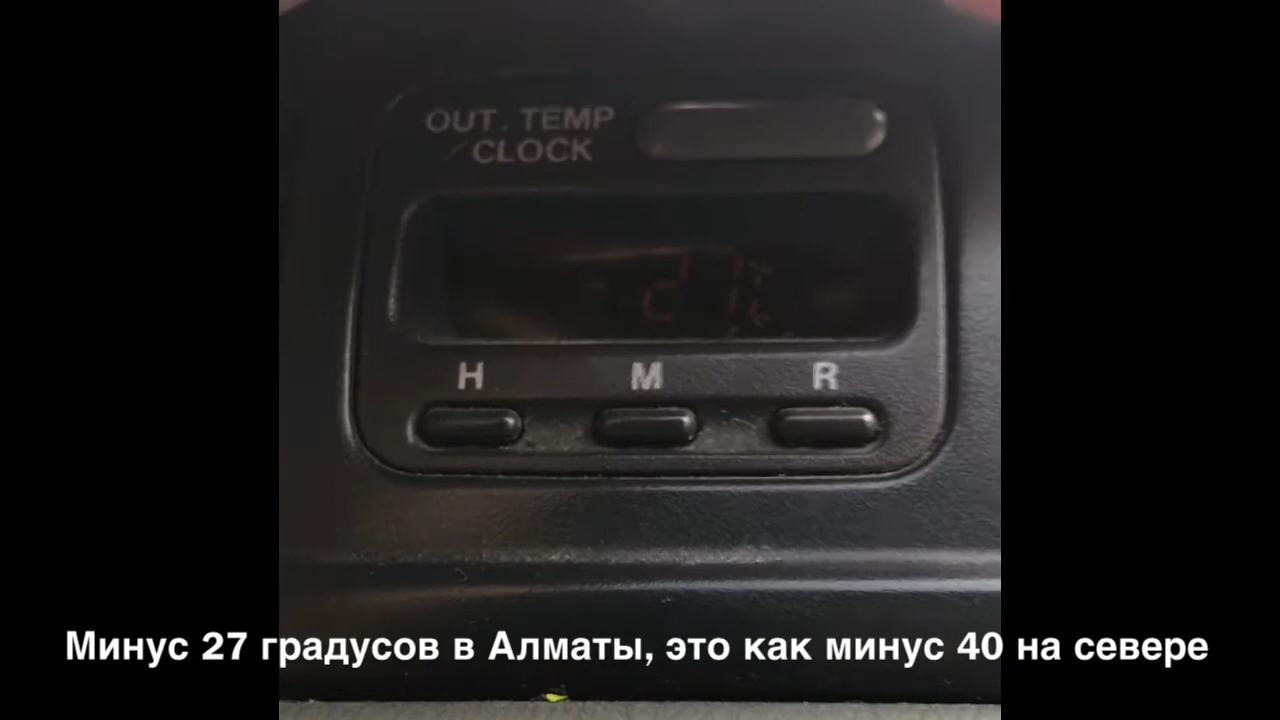 OUT. TEMP
/CLOCK
-27°C
H M R
Минус 27 градусов в Алматы, это как минус 40 на севере